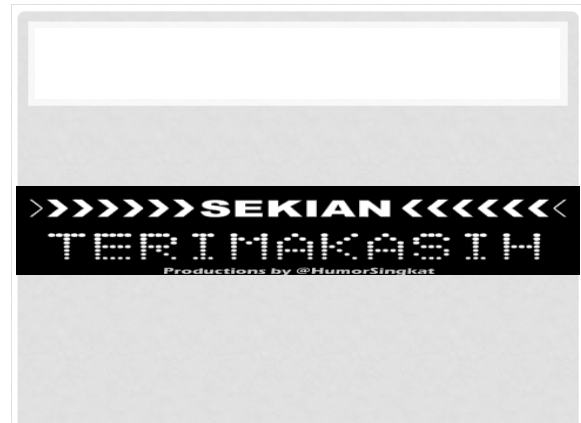 >>>>>>>SEKIAN<<<<<<<
TERIMAKASIH
Productions by @HumorSingkat